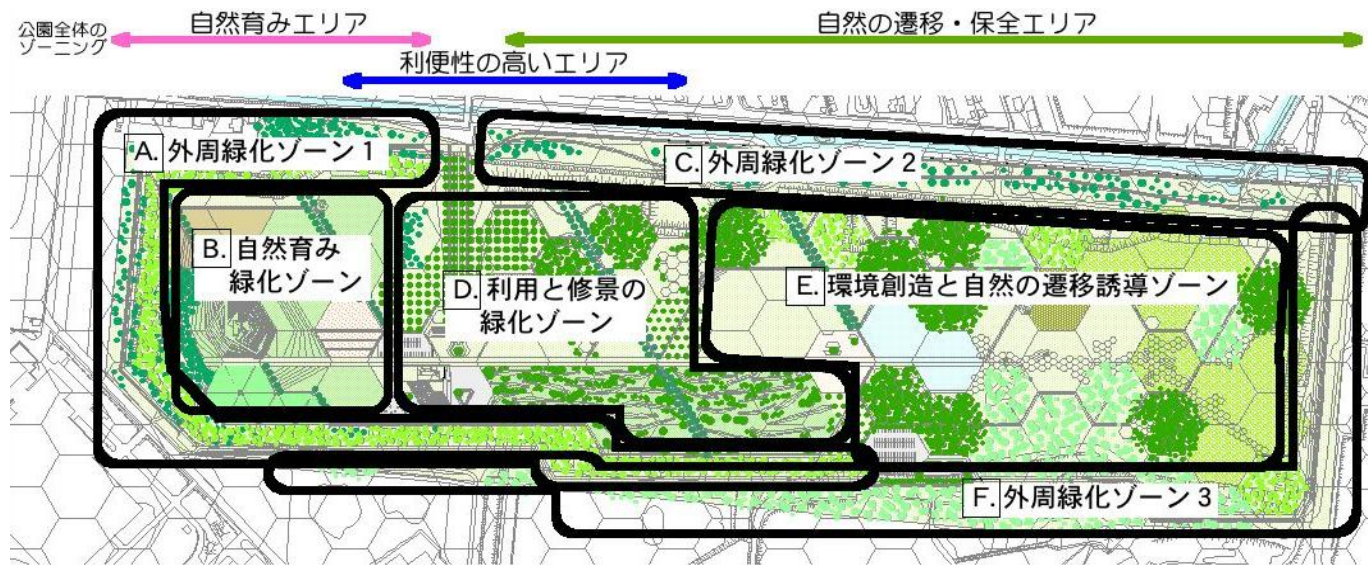 公園全体の
ゾーニング
自然育みエリア
自然の遷移・保全エリア
利便性の高いエリア
A. 外周緑化ゾーン1
C. 外周緑化ゾーン2
B. 自然育み
緑化ゾーン
D. 利用と修景の
緑化ゾーン
E. 環境創造と自然の遷移誘導ゾーン
F. 外周緑化ゾーン3